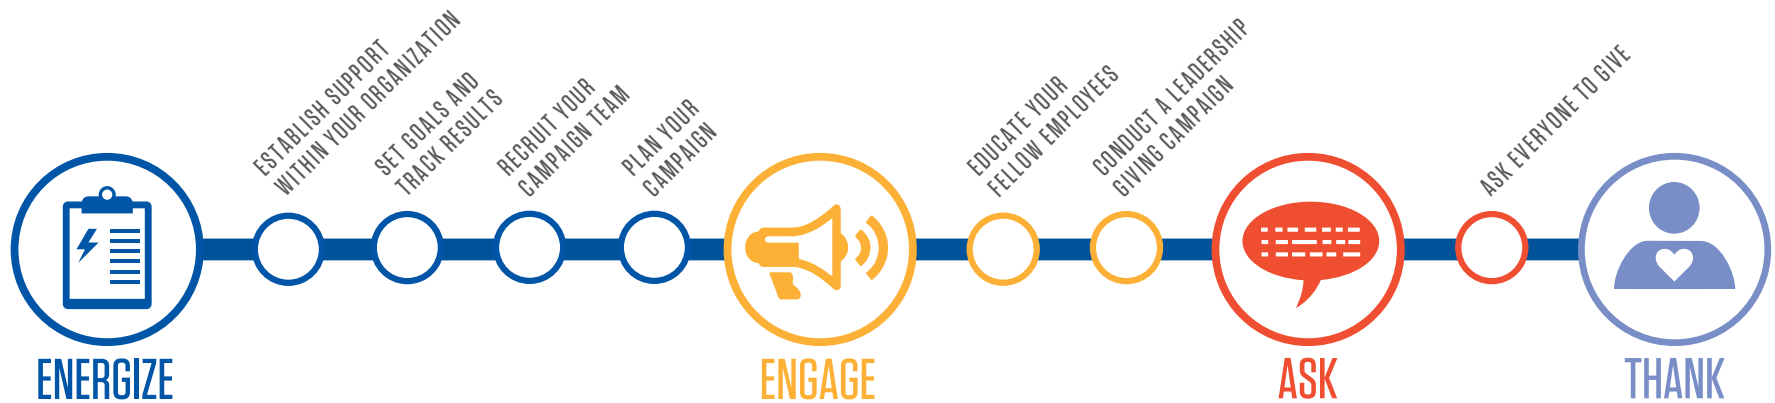 ESTABLISH SUPPORT
WITHIN YOUR ORGANIZATION
SET GOALS AND
TRACK RESULTS
RECRUIT YOUR
CAMPAIGN TEAM
PLAN YOUR
CAMPAIGN
EDUCATE YOUR
FELLOW EMPLOYEES
CONDUCT A LEADERSHIP
GIVING CAMPAIGN
ASK EVERYONE TO GIVE
ENERGIZE
ENGAGE
ASK
THANK